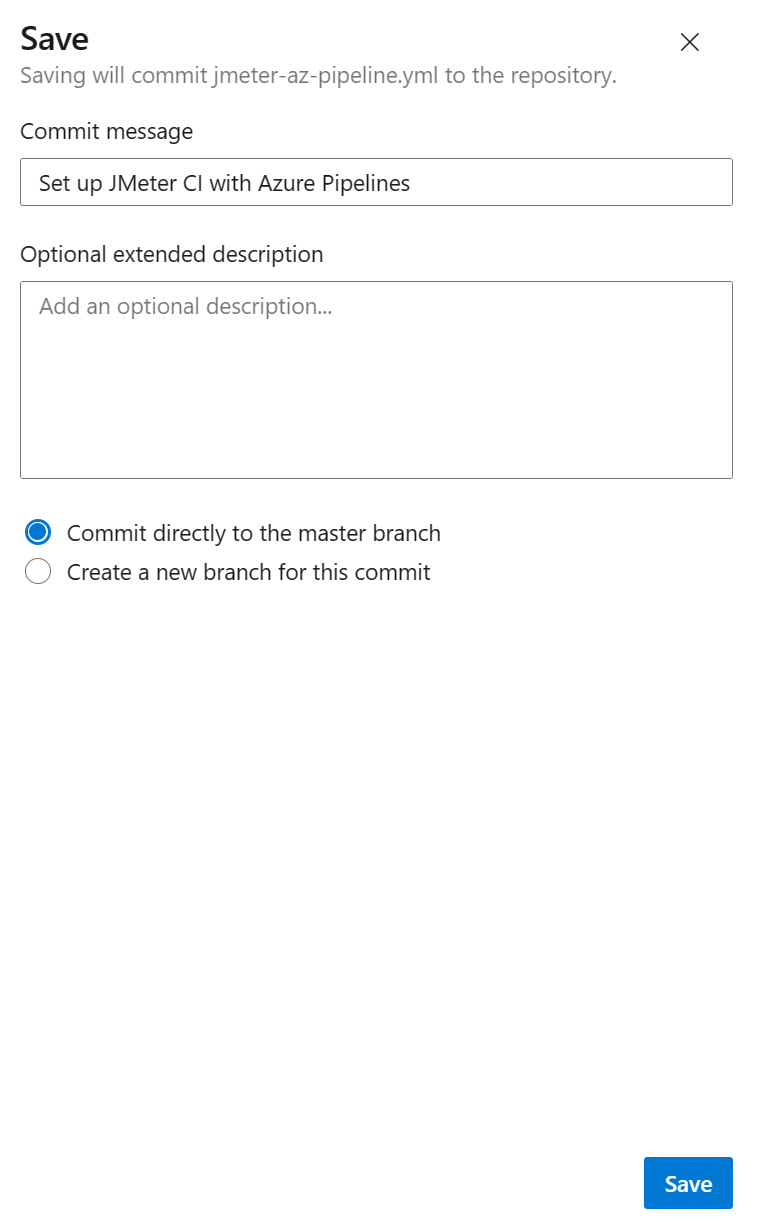 Save
Saving will commit jmeter-az-pipeline.yml to the repository.
Commit message
Set up JMeter CI with Azure Pipelines
Optional extended description
Add an optional description...
Commit directly to the master branch
Create a new branch for this commit
Save